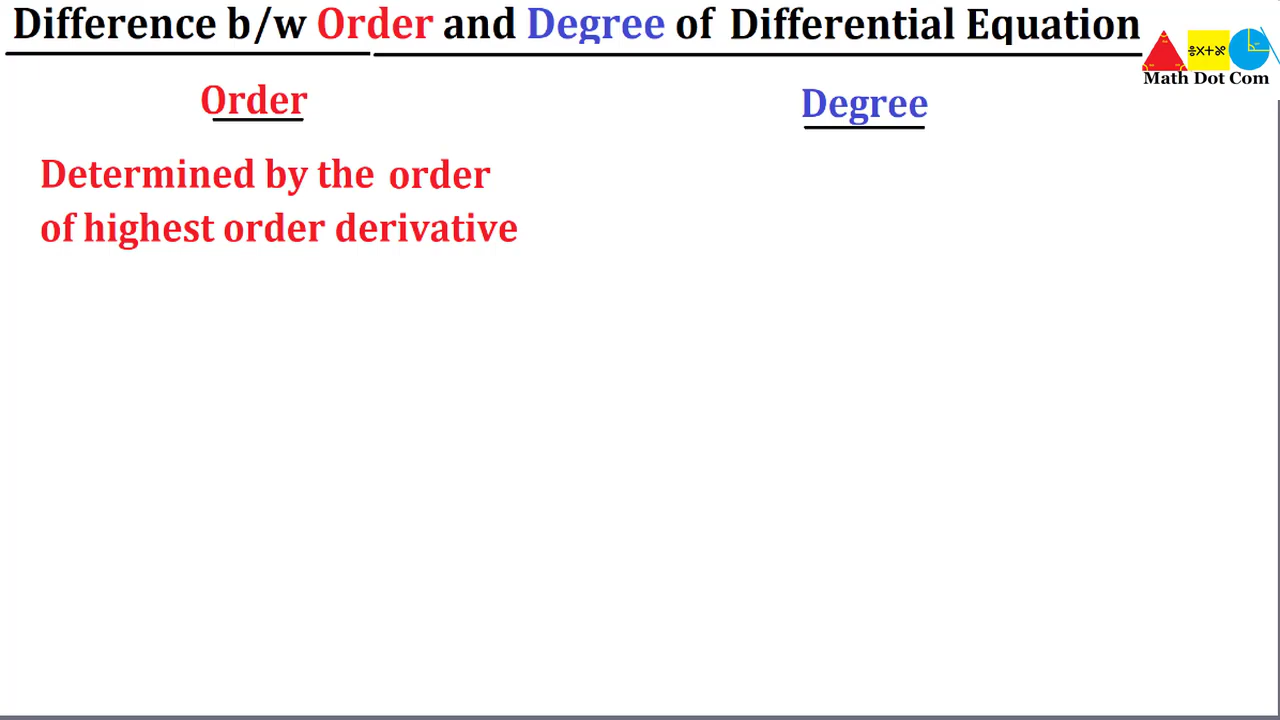 Difference b/w Order and Degree of Differential Equation
÷x+%
Math Dot Com
Order
Degree
Determined by the order
of highest order derivative